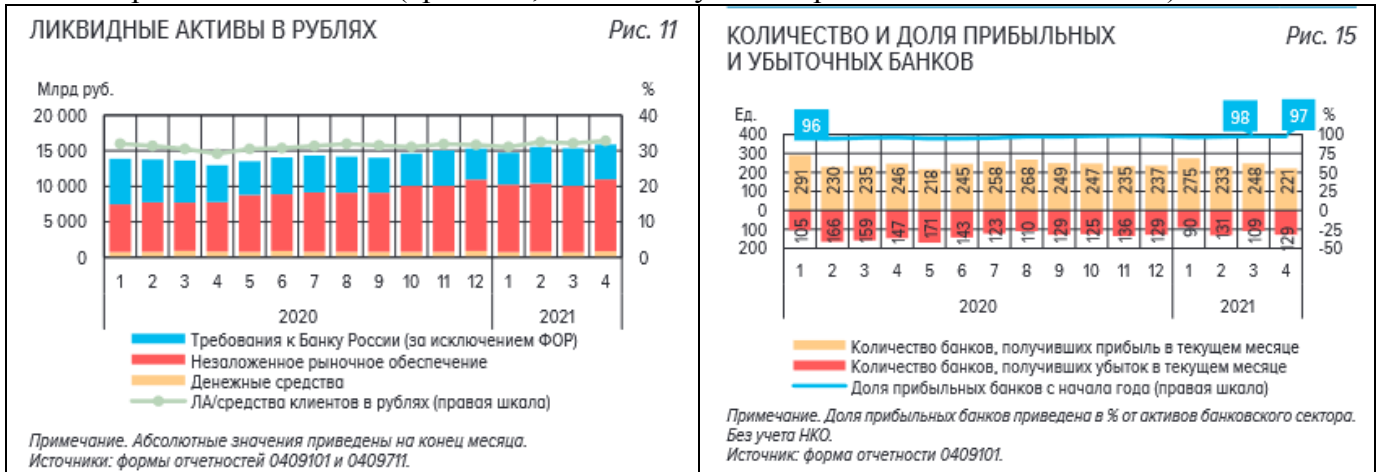 ЛИКВИДНЫЕ АКТИВЫ В РУБЛЯХ
Рис. 11
Млрд руб.
%
20 000
15 000
10 000
5 000
0
40
30
20
10
0
1 2 3 4 5 6 7 8 9 10 11 12 1 2 3 4
2020 2021
Требования к Банку России (за исключением ФОР)
Незаложенное рыночное обеспечение
Денежные средства
ЛА/средства клиентов в рублях (правая шкала)
Примечание. Абсолютные значения приведены на конец месяца.
Источники: формы отчетностей 0409101 и 0409711.
КОЛИЧЕСТВО И ДОЛЯ ПРИБЫЛЬНЫХ
И УБЫТОЧНЫХ БАНКОВ
Рис. 15
Ед.
%
400
300
200
100
0
100
200
100
75
50
25
0
-25
-50
96 98 97
291 230 235 246 218 245 258 268 249 247 235 237 275 233 248 221
105 166 159 147 171 143 123 110 129 125 136 129 90 131 109 129
1 2 3 4 5 6 7 8 9 10 11 12 1 2 3 4
2020 2021
Количество банков, получивших прибыль в текущем месяце
Количество банков, получивших убыток в текущем месяце
Доля прибыльных банков с начала года (правая шкала)
Примечание. Доля прибыльных банков приведена в % от активов банковского сектора.
Без учета НКО.
Источник: форма отчетности 0409101.